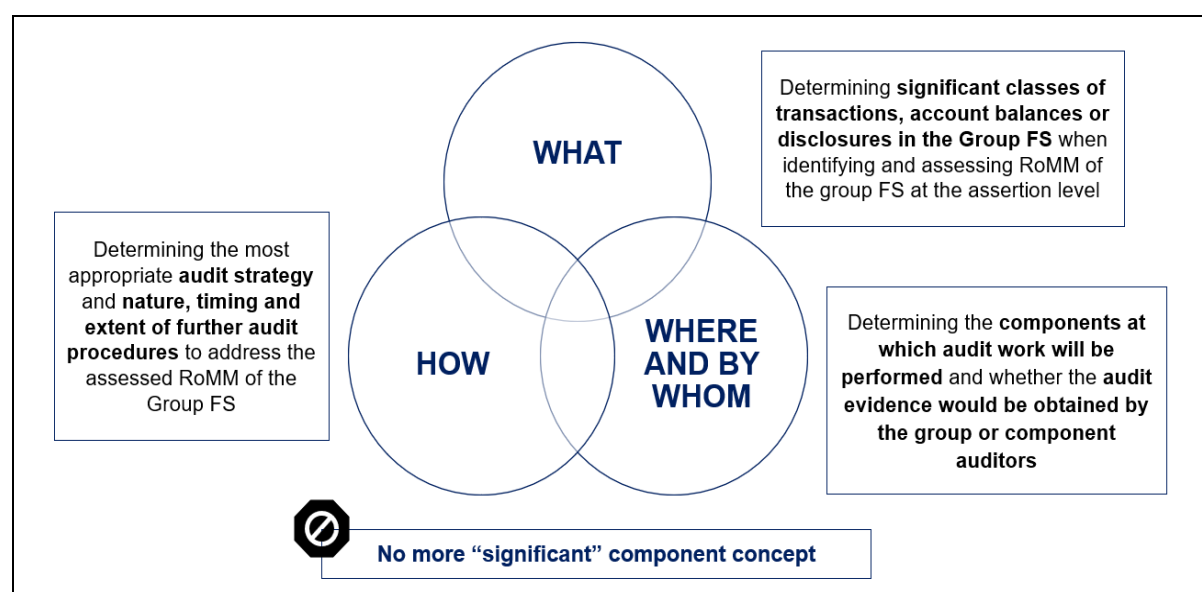 WHAT
Determining significant classes of
transactions, account balances or
disclosures in the Group FS when
identifying and assessing RoMM of
the group FS at the assertion level
Determining the most
appropriate audit strategy
and nature, timing and
extent of further audit
procedures to address the
assessed RoMM of the
Group FS
HOW
WHERE
AND BY
WHOM
Determining the components at
which audit work will be
performed and whether the audit
evidence would be obtained by
the group or component
auditors
No more “significant” component concept